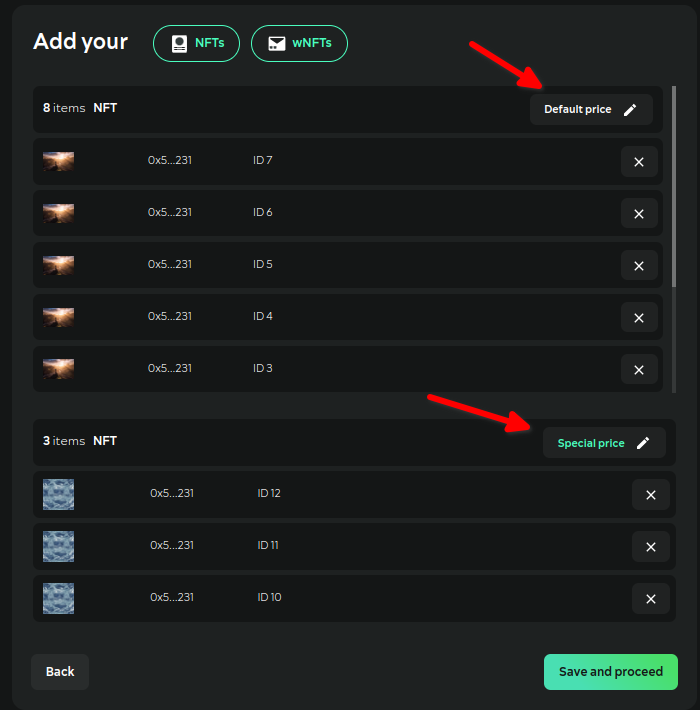 Add your NFTs wNFTs
8 items NFT Default price
0x5...231 ID 7
0x5...231 ID 6
0x5...231 ID 5
0x5...231 ID 4
0x5...231 ID 3
3 items NFT Special price
0x5...231 ID 12
0x5...231 ID 11
0x5...231 ID 10
Back Save and proceed